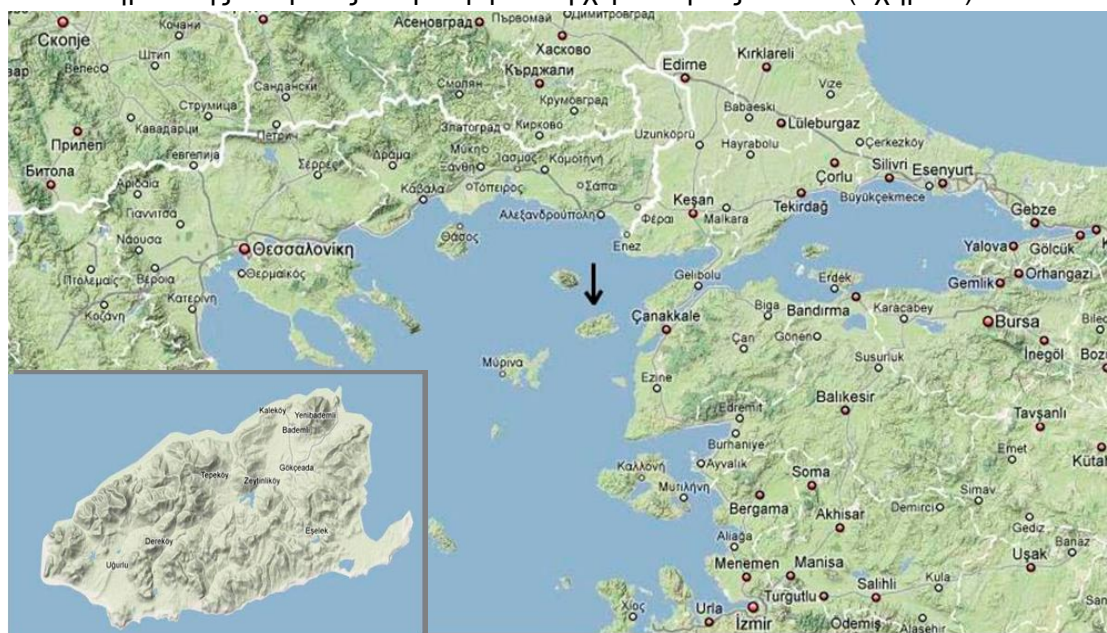 Скопје
Кочани
Асеновград
Първомай
Димитровград
Хасково
Kırklareli
Штип
Велес
Сандански
Смолян
Кърджали
Edirne
Vize
Струмица
Крумовград
Babaeski
Кавадарци
Петрич
Златоград
Кирково
Uzunköprü
Lüleburgaz
Прилеп
Гевгелија
Hayrabolu
Çerkezköy
Битола
Σέρρες
Δράμα
Μύκη
Ξάνθη
Ίασμος
Κομοτηνή
Çorlu
Silivri
Esenyurt
Αριδαία
Καβάλα
Τόπειρος
Σάπαι
Keşan
Tekirdağ
Büyükçekmece
Γιαννιτσά
Αλεξανδρούπολη
Φέραι
Malkara
Gebze
Νάουσα
Θεσσαλονίκη
Θάσος
Enez
Yalova
Gölcük
Πτολεμαΐς
Βέροια
Θερμαϊκός
Gelibolu
Erdek
Gemlik
Orhangazi
Κοζάνη
Κατερίνη
Çanakkale
Biga
Bandırma
Karacabey
Bursa
Çan
Gönen
İnegöl
Μύρινα
Susurluk
Ezine
Balıkesir
Edremit
Tavşanlı
Burhaniye
Emet
Καλλονή
Ayvalık
Soma
Μυτιλήνη
Bergama
Akhisar
Demirci
Simav
Gediz
Aliağa
Banaz
Menemen
Manisa
Uşak
Turgutlu
Salihli
Kula
Χίος
Urla
İzmir
Ödemiş
Alaşehir
Kaleköy
Yenibademli
Bademli
Gökçeada
Tepeköy
Zeytinliköy
Eşelek
Dereköy
Uğurlu